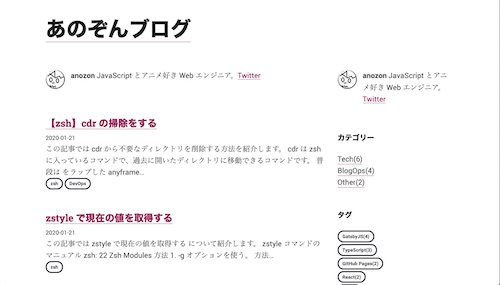 あのぞんブログ
anozon JavaScript とアニメ好き Web エンジニア。Twitter
【zsh】cdr の掃除をする
2020-01-21
この記事では cdr から不要なディレクトリを削除する方法を紹介します。 cdr は zsh
に入っているコマンドで、過去に開いたディレクトリに移動できるコマンドです。 普
段は をラップした anyframe...
zsh DevOps
zstyle で現在の値を取得する
2020-01-21
この記事では zstyle で現在の値を取得する について紹介します。 zstyle コマンドの
マニュアル zsh: 22 Zsh Modules 方法 1. -g オプションを使う。 方法...
zsh
anozon JavaScript とアニ
メ好き Web エンジニア。
Twitter
カテゴリー
Tech(6)
BlogOps(4)
Other(2)
タグ
GatsbyJS(4)
TypeScript(3)
GitHub Pages(2)
React(2)